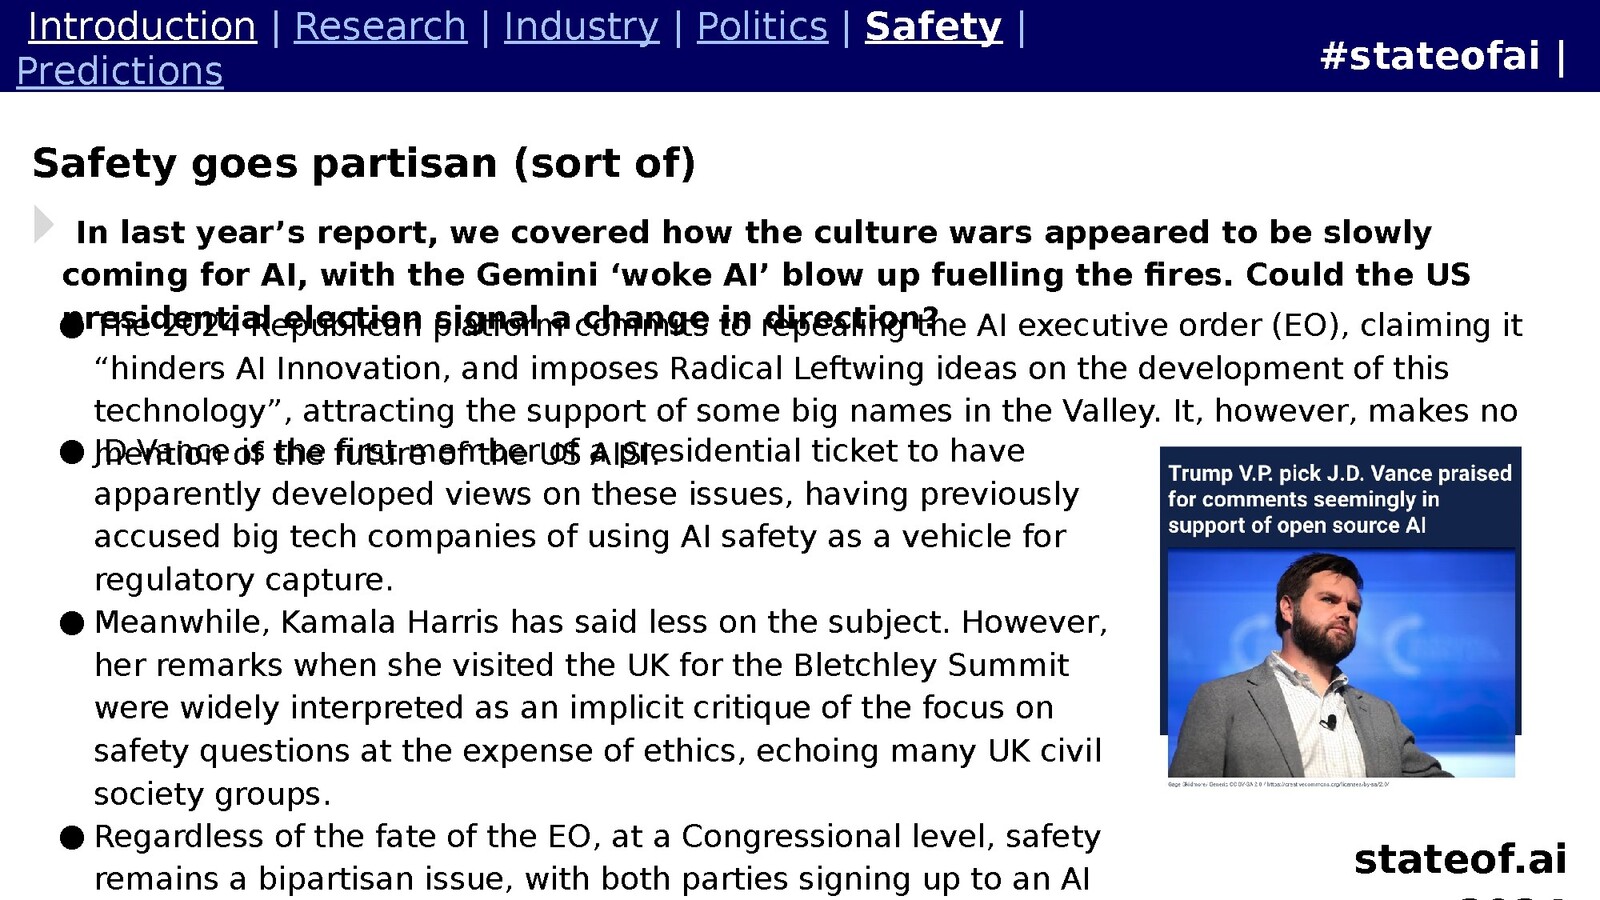 Introduction | Research | Industry | Politics | Safety |
Predictions
#stateofai |
Safety goes partisan (sort of)
In last year’s report, we covered how the culture wars appeared to be slowly
coming for AI, with the Gemini ‘woke AI’ blow up fuelling the fires. Could the US
presidential election signal a change in direction?
● The 2024 Republican platform commits to repealing the AI executive order (EO), claiming it
“hinders AI Innovation, and imposes Radical Leftwing ideas on the development of this
technology”, attracting the support of some big names in the Valley. It, however, makes no
mention of the future of the US AISI.
● JD Vance is the first member of a presidential ticket to have
apparently developed views on these issues, having previously
accused big tech companies of using AI safety as a vehicle for
regulatory capture.
● Meanwhile, Kamala Harris has said less on the subject. However,
her remarks when she visited the UK for the Bletchley Summit
were widely interpreted as an implicit critique of the focus on
safety questions at the expense of ethics, echoing many UK civil
society groups.
● Regardless of the fate of the EO, at a Congressional level, safety
remains a bipartisan issue, with both parties signing up to an AI
Trump V.P. pick J.D. Vance praised
for comments seemingly in
support of open source AI
stateof.ai